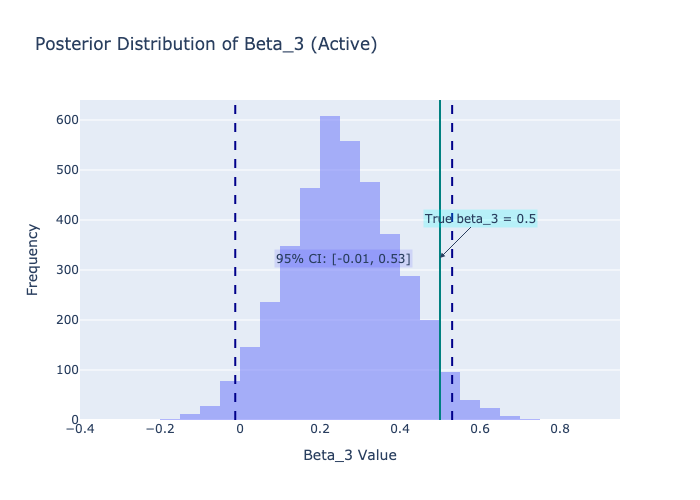 Posterior Distribution of Beta_3 (Active)
600
500
400
True beta_3 = 0.5
Frequency
300
95% CI: [-0.01, 0.53]
200
100
0
−0.4
−0.2
0
0.2
0.4
0.6
0.8
Beta_3 Value